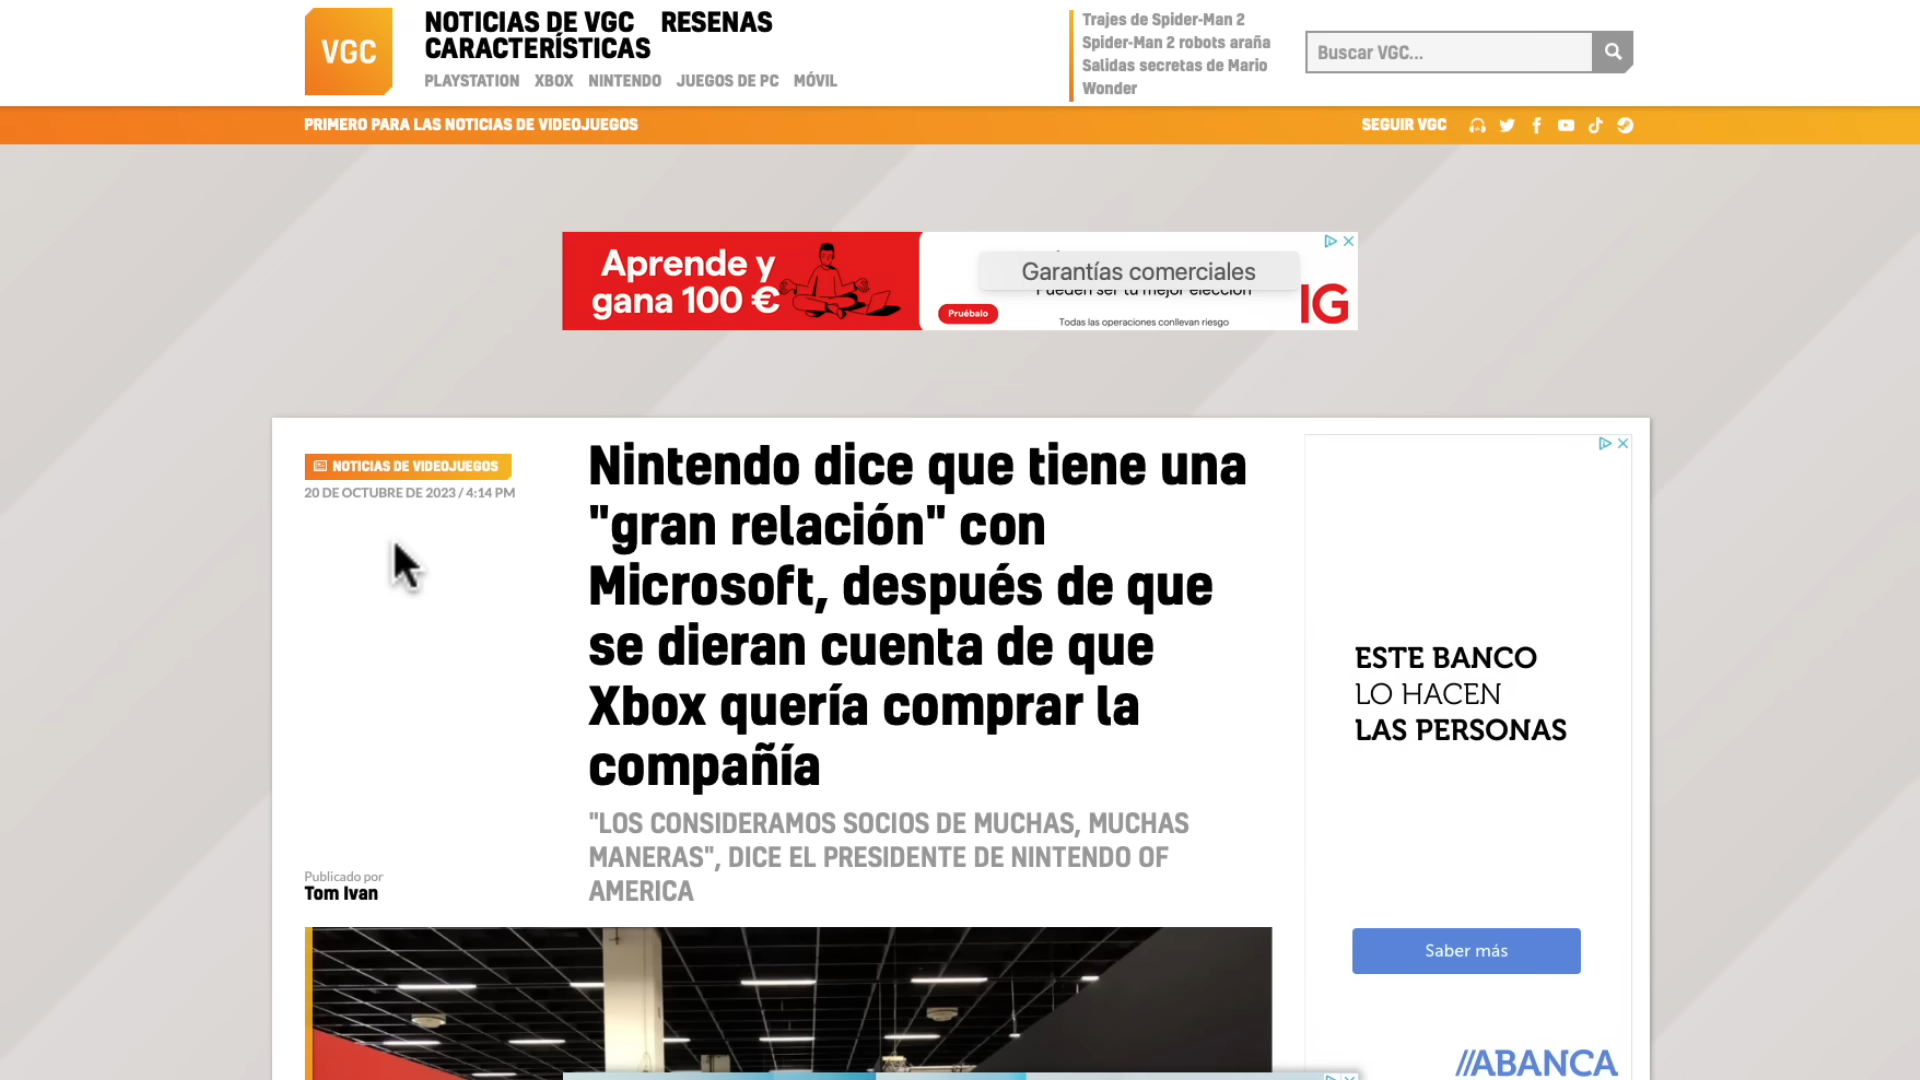 VGC
NOTICIAS DE VGC RESENAS
CARACTERÍSTICAS
PLAYSTATION XBOX NINTENDO JUEGOS DE PC MÓVIL
Trajes de Spider-Man 2
Spider-Man 2 robots araña
Salidas secretas de Mario
Wonder
Buscar VGC...
PRIMERO PARA LAS NOTICIAS DE VIDEOJUEGOS
SEGUIR VGC
Aprende y
gana 100 €
Garantías comerciales
Pueden ser tu mejor elección
Pruébalo
Todas las operaciones conllevan riesgo
IG
NOTICIAS DE VIDEOJUEGOS
20 DE OCTUBRE DE 2023 / 4:14 PM
Nintendo dice que tiene una
"gran relación" con
Microsoft, después de que
se dieran cuenta de que
Xbox quería comprar la
compañía
"LOS CONSIDERAMOS SOCIOS DE MUCHAS, MUCHAS
MANERAS", DICE EL PRESIDENTE DE NINTENDO OF
AMERICA
Publicado por
Tom Ivan
ESTE BANCO
LO HACEN
LAS PERSONAS
Saber más
//ABANCA